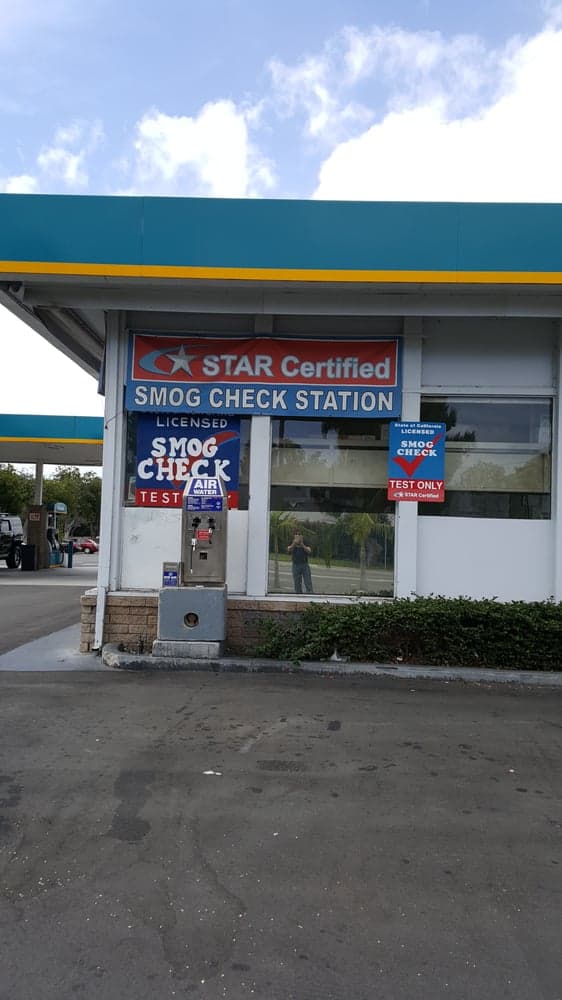 STAR Certified
SMOG CHECK STATION
LICENSED
SMOG
CHECK
TEST
AIR
WATER
State of California
LICENSED
SMOG
CHECK
TEST ONLY
STAR Certified